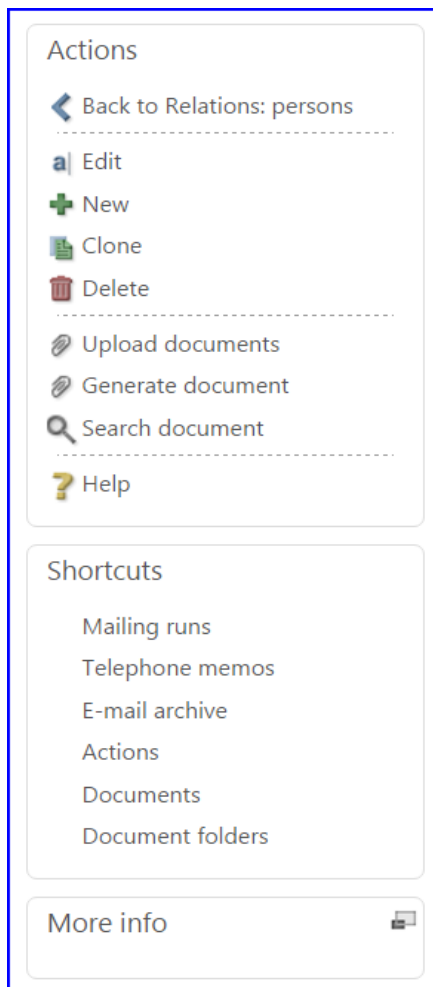 Actions
Back to Relations: persons
Edit
New
Clone
Delete
Upload documents
Generate document
Search document
Help
Shortcuts
Mailing runs
Telephone memos
E-mail archive
Actions
Documents
Document folders
More info